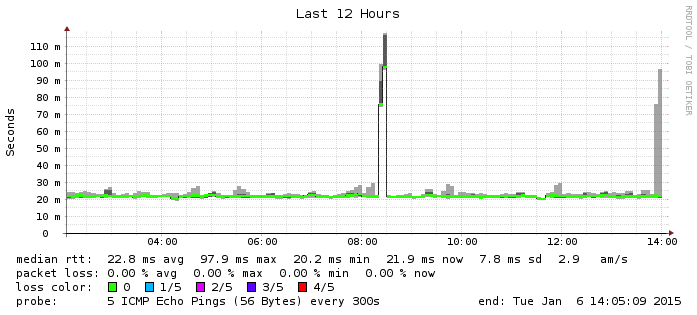 Last 12 Hours
RRDTOOL / TOBI OETIKER
Seconds
110 m
100 m
90 m
80 m
70 m
60 m
50 m
40 m
30 m
20 m
10 m
0
04:00 06:00 08:00 10:00 12:00 14:00
median rtt: 22.8 ms avg 97.9 ms max 20.2 ms min 21.9 ms now 7.8 ms sd 2.9 am/s
packet loss: 0.00 % avg 0.00 % max 0.00 % min 0.00 % now
loss color: 0 1/5 2/5 3/5 4/5
probe: 5 ICMP Echo Pings (56 Bytes) every 300s end: Tue Jan 6 14:05:09 2015